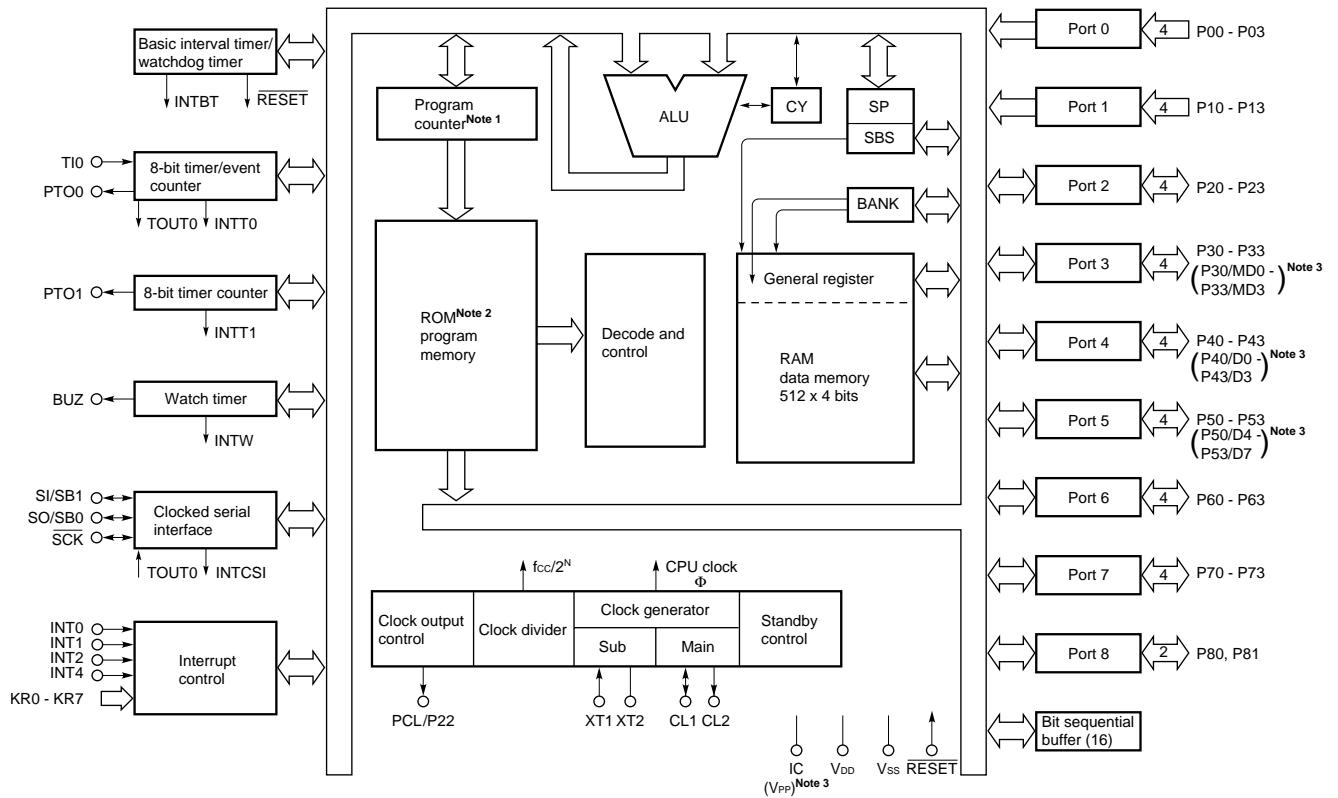 Basic interval timer/
watchdog timer
INTBT
RESET
TI0
PTO0
8-bit timer/event
counter
TOUT0
INTT0
PTO1
8-bit timer counter
INTT1
BUZ
Watch timer
INTW
SI/SB1
SO/SB0
SCK
Clocked serial
interface
TOUT0
INTCSI
INT0
INT1
INT2
INT4
KR0 - KR7
Interrupt
control
Program
counter Note 1
ALU
CY
SP
SBS
BANK
ROM Note 2
program
memory
Decode and
control
General register
RAM
data memory
512 x 4 bits
fCC/2N
CPU clock
Φ
Clock output
control
Clock divider
Clock generator
Sub
Main
Standby
control
PCL/P22
XT1 XT2
CL1 CL2
IC
(VPP) Note 3
VDD
VSS
RESET
Port 0
4
P00 - P03
Port 1
4
P10 - P13
Port 2
4
P20 - P23
Port 3
4
P30 - P33
(P30/MD0 -
P33/MD3) Note 3
Port 4
4
P40 - P43
(P40/D0 -
P43/D3) Note 3
Port 5
4
P50 - P53
(P50/D4 -
P53/D7) Note 3
Port 6
4
P60 - P63
Port 7
4
P70 - P73
Port 8
2
P80, P81
Bit sequential
buffer (16)